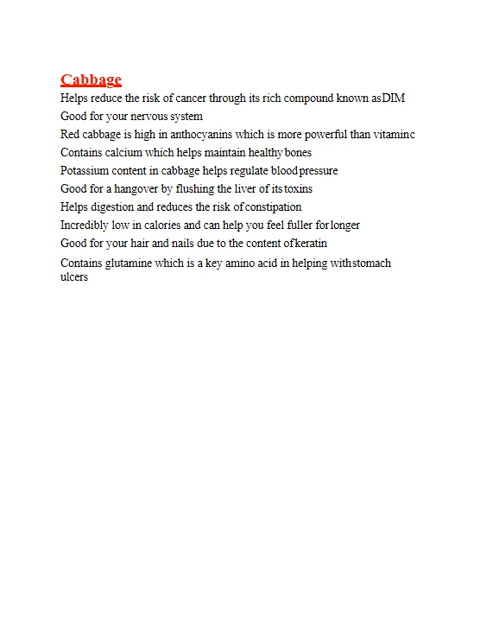 Cabbage
Helps reduce the risk of cancer through its rich compound known asDIM
Good for your nervous system
Red cabbage is high in anthocyanins which is more powerful than vitaminc
Contains calcium which helps maintain healthy bones
Potassium content in cabbage helps regulate blood pressure
Good for a hangover by flushing the liver of its toxins
Helps digestion and reduces the risk of constipation
Incredibly low in calories and can help you feel fuller for longer
Good for your hair and nails due to the content ofkeratin
Contains glutamine which is a key amino acid in helping withstomach
ulcers